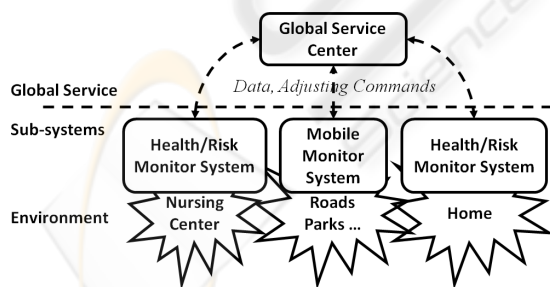 Global Service
Center
Global Service
Data, Adjusting Commands
Sub-systems
Health/Risk
Monitor System
Mobile
Monitor
System
Health/Risk
Monitor System
Environment
Nursing
Center
Roads
Parks ...
Home